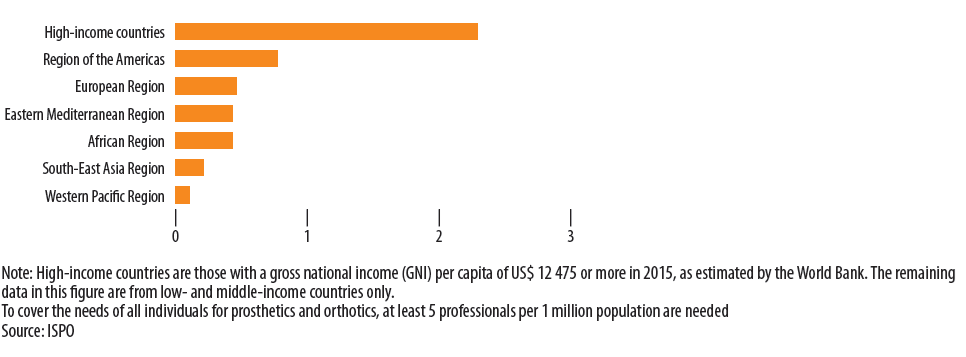 High-income countries
Region of the Americas
European Region
Eastern Mediterranean Region
African Region
South-East Asia Region
Western Pacific Region
0 1 2 3
Note: High-income countries are those with a gross national income (GNI) per capita of US$ 12 475 or more in 2015, as estimated by the World Bank. The remaining
data in this figure are from low- and middle-income countries only.
To cover the needs of all individuals for prosthetics and orthotics, at least 5 professionals per 1 million population are needed
Source: ISPO